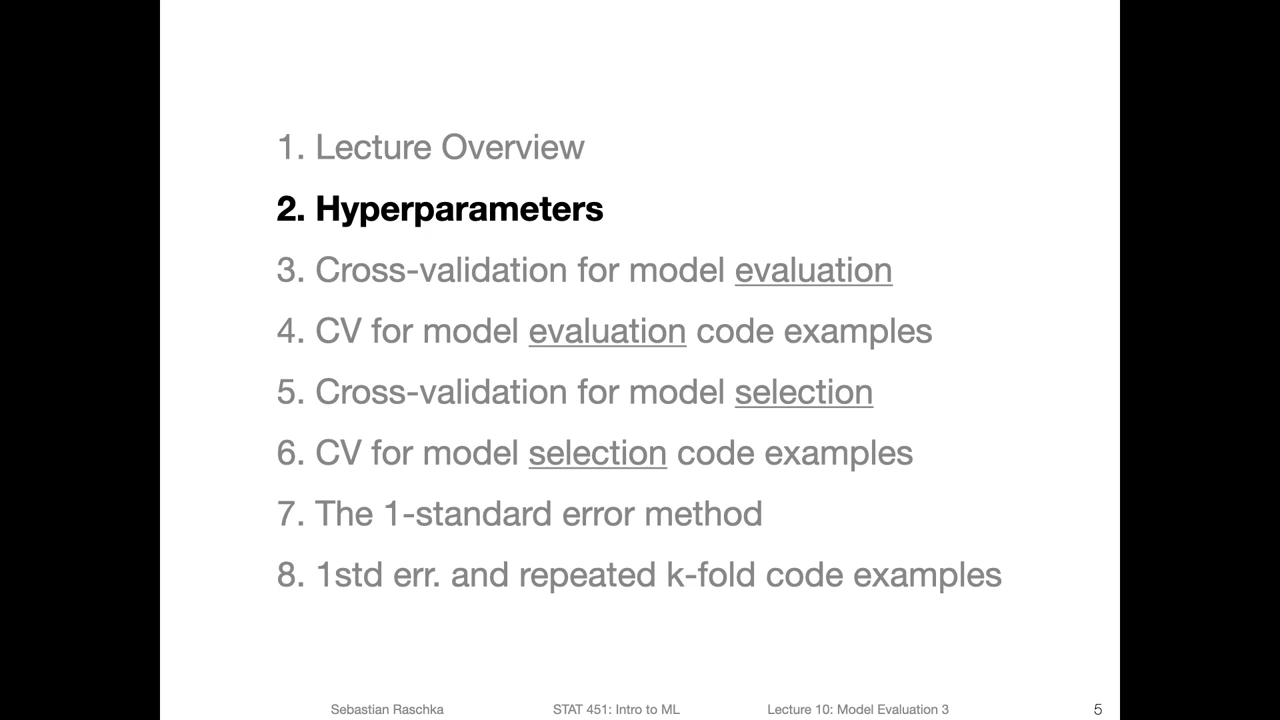 1. Lecture Overview
2. Hyperparameters
3. Cross-validation for model evaluation
4. CV for model evaluation code examples
5. Cross-validation for model selection
6. CV for model selection code examples
7. The 1-standard error method
8. 1std err. and repeated k-fold code examples
Sebastian Raschka STAT 451: Intro to ML Lecture 10: Model Evaluation 3 5